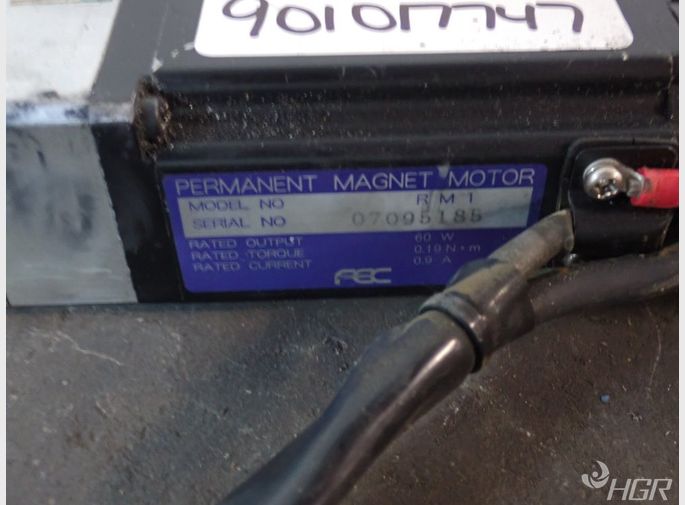 901017747
PERMANENT MAGNET MOTOR
MODEL NO RM1
SERIAL NO 07095185
RATED OUTPUT 60 W
RATED TORQUE 0.19 N•m
RATED CURRENT 0.9 A
FEC
HGR